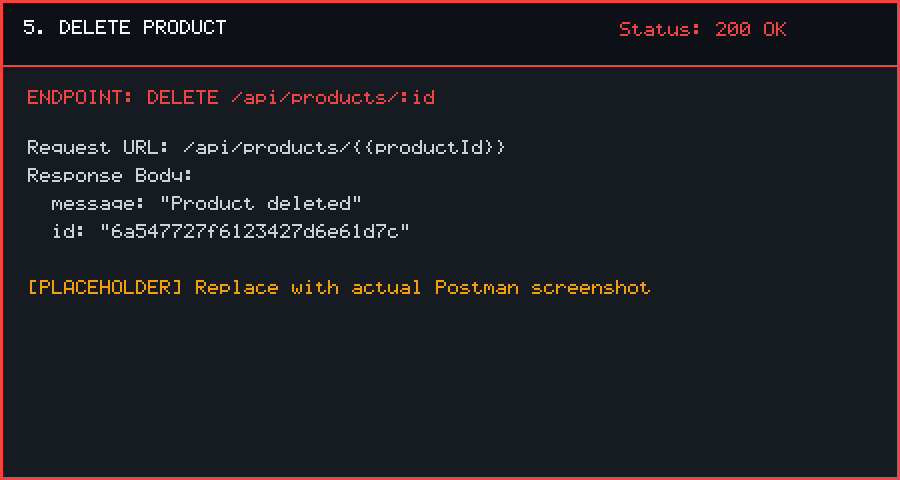 5. DELETE PRODUCT
Status: 200 OK
ENDPOINT: DELETE /api/products/:id
Request URL: /api/products/{{productId}}
Response Body:
message: "Product deleted"
id: "6a547727f6123427d6e61d7c"
[PLACEHOLDER] Replace with actual Postman screenshot